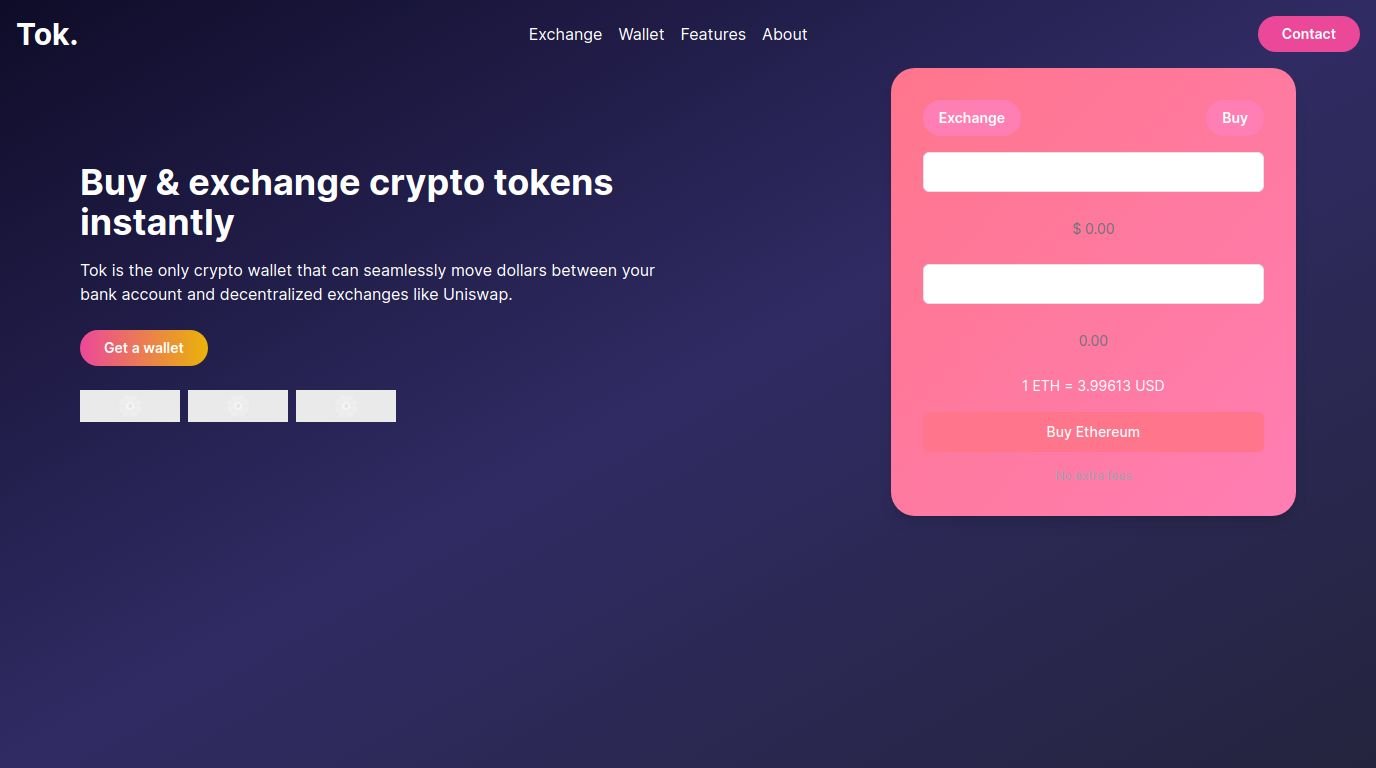 Tok.
Exchange Wallet Features About
Contact
Buy & exchange crypto tokens
instantly
Tok is the only crypto wallet that can seamlessly move dollars between your
bank account and decentralized exchanges like Uniswap.
Get a wallet
Exchange
Buy
$ 0.00
0.00
1 ETH = 3.99613 USD
Buy Ethereum
No extra fees